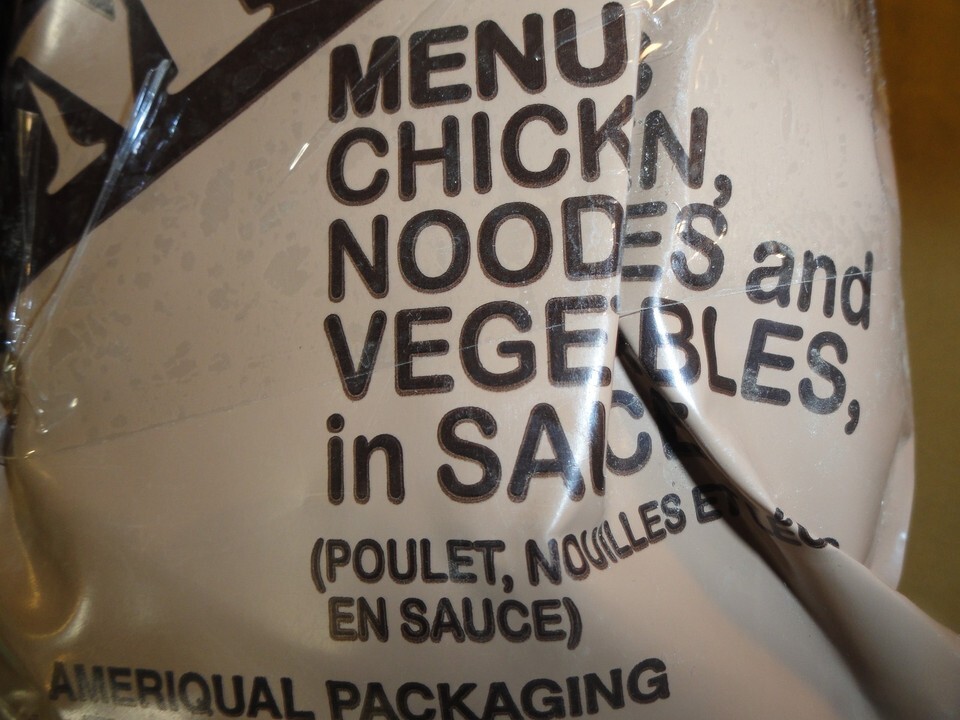 MENU
CHICKN,
NOODES and
VEGEBLES,
in
(POULET, NOUILLES
EN SAUCE)
AMERIQUAL PACKAGING